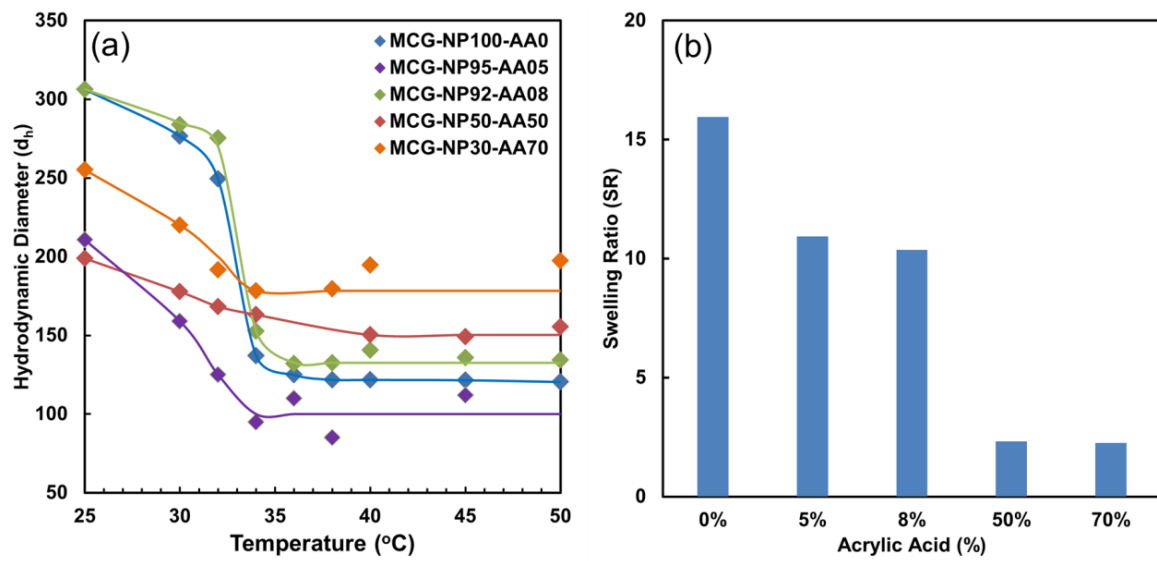 (a)
MCG-NP100-AA0
MCG-NP95-AA05
MCG-NP92-AA08
MCG-NP50-AA50
MCG-NP30-AA70
Hydrodynamic Diameter (dₕ)
350
300
250
200
150
100
50
25 30 35 40 45 50
Temperature (°C)
(b)
Swelling Ratio (SR)
20
15
10
5
0
0% 5% 8% 50% 70%
Acrylic Acid (%)